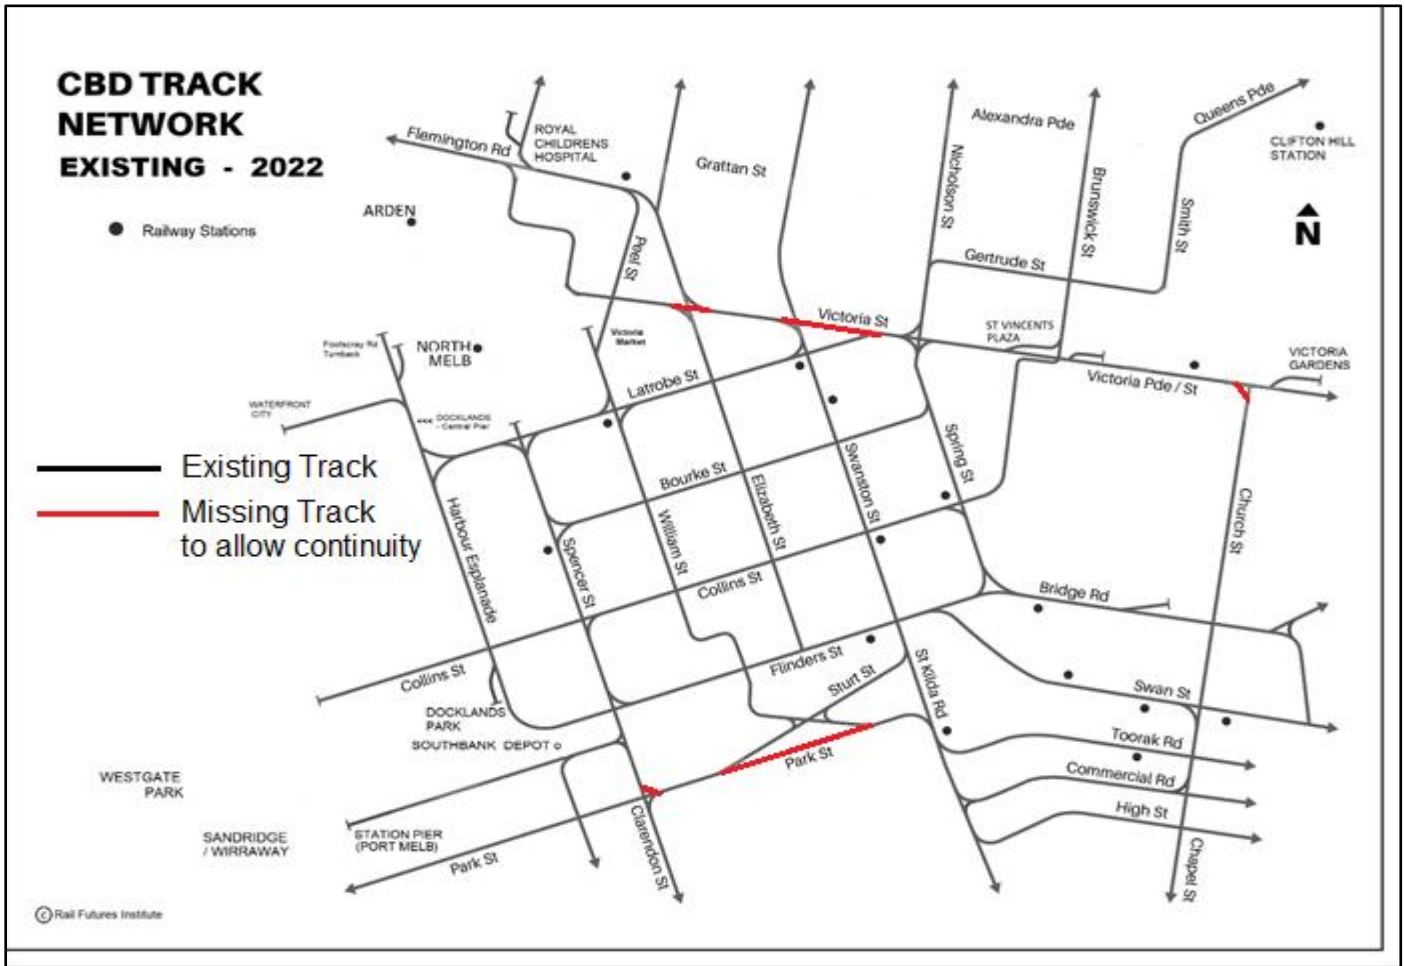 CBD TRACK
NETWORK
EXISTING - 2022
Railway Stations
Flemington Rd
ROYAL
CHILDRENS
HOSPITAL
Grattan St
Alexandra Pde
Queens Pde
CLIFTON HILL
STATION
ARDEN
Nicholson St
Brunswick St
Smith St
N
Peel St
Gertrude St
Victoria St
ST VINCENTS
PLAZA
Victoria
Market
Footscray Rd
Turnback
NORTH
MELB
VICTORIA
GARDENS
Victoria Pde / St
Latrobe St
WATERFRONT
CITY
<<< DOCKLANDS
- Central Pier
Existing Track
Missing Track
to allow continuity
Bourke St
Spring St
Swanston St
Elizabeth St
William St
Harbour Esplanade
Spencer St
Church St
Collins St
Bridge Rd
Collins St
Flinders St
Sturt St
St Kilda Rd
Swan St
DOCKLANDS
PARK
SOUTHBANK DEPOT
Toorak Rd
Park St
Commercial Rd
High St
WESTGATE
PARK
SANDRIDGE
/ WIRRAWAY
STATION PIER
(PORT MELB)
Clarendon St
Park St
Chapel St
© Rail Futures Institute